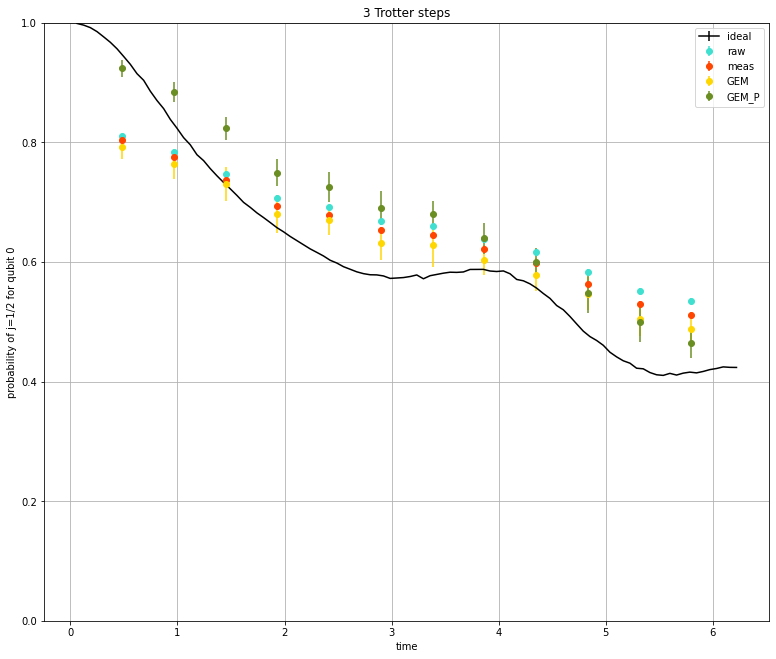 3 Trotter steps
ideal
raw
meas
GEM
GEM_P
probability of j=1/2 for qubit 0
1.0
0.8
0.6
0.4
0.2
0.0
0 1 2 3 4 5 6
time